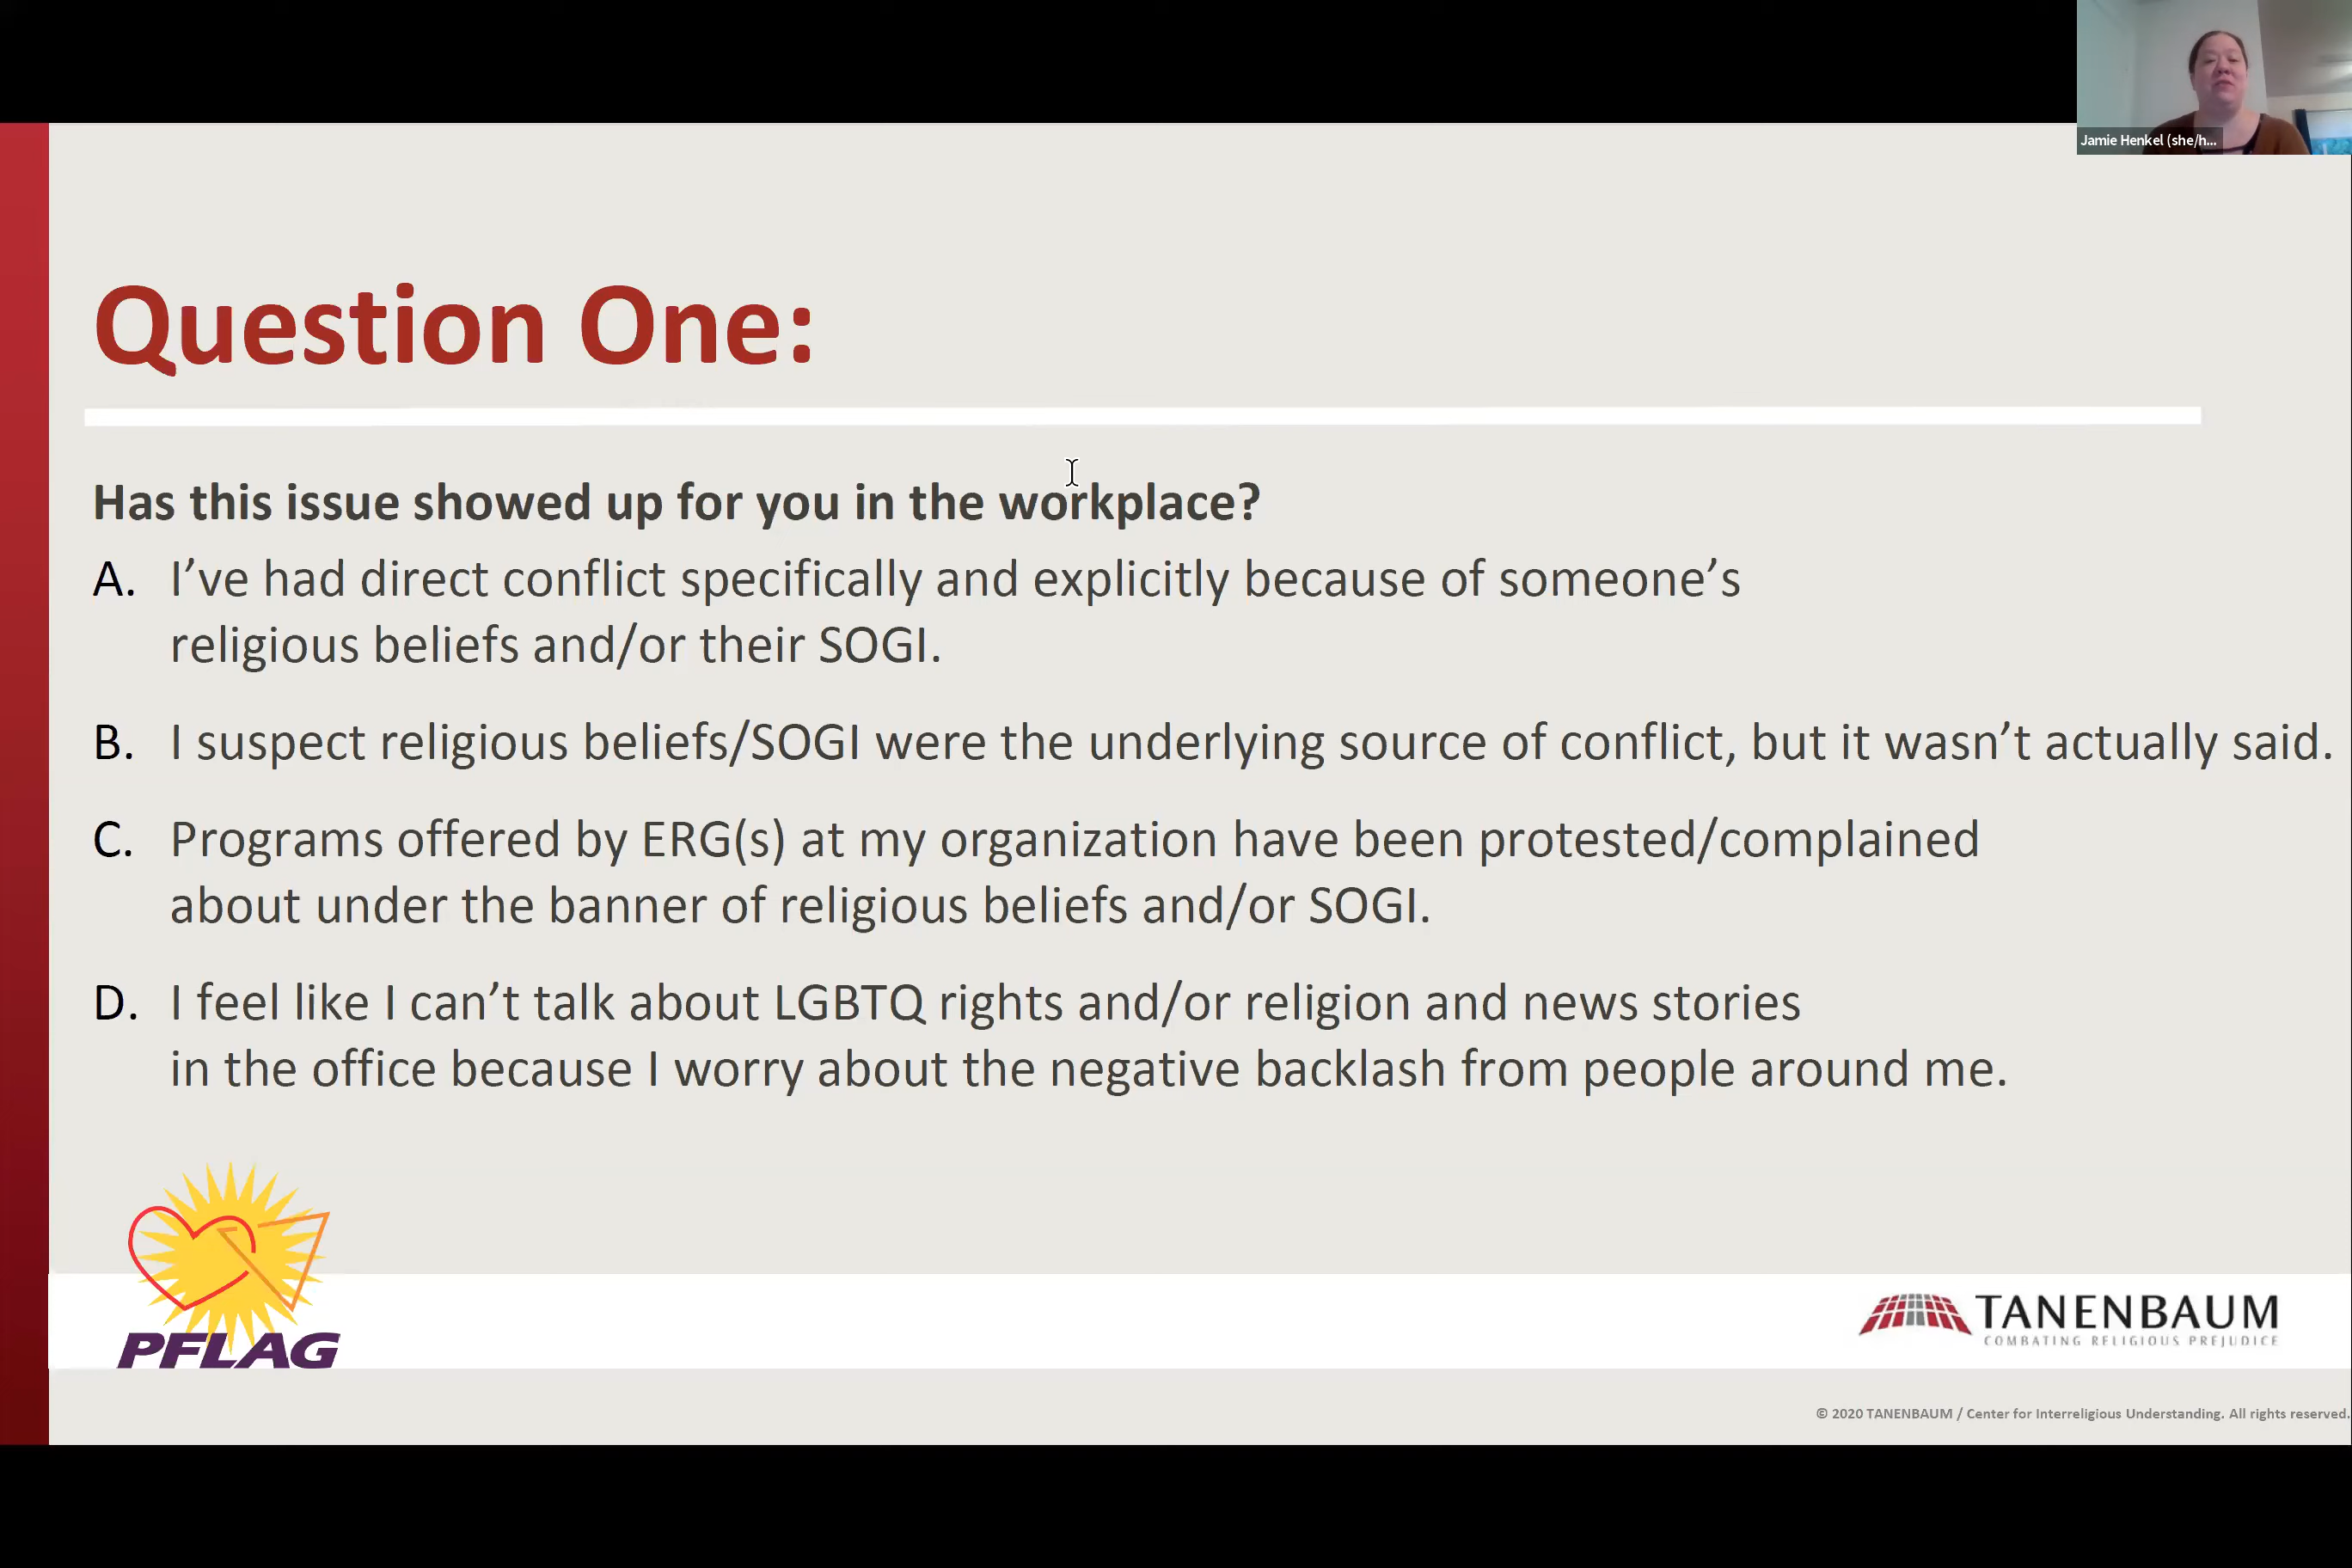 Jamie Henkel (she/h...
Question One:
Has this issue showed up for you in the workplace?
A. I’ve had direct conflict specifically and explicitly because of someone’s
religious beliefs and/or their SOGI.
B. I suspect religious beliefs/SOGI were the underlying source of conflict, but it wasn’t actually said.
C. Programs offered by ERG(s) at my organization have been protested/complained
about under the banner of religious beliefs and/or SOGI.
D. I feel like I can’t talk about LGBTQ rights and/or religion and news stories
in the office because I worry about the negative backlash from people around me.
PFLAG
TANENBAUM
COMBATING RELIGIOUS PREJUDICE
© 2020 TANENBAUM / Center for Interreligious Understanding. All rights reserved.